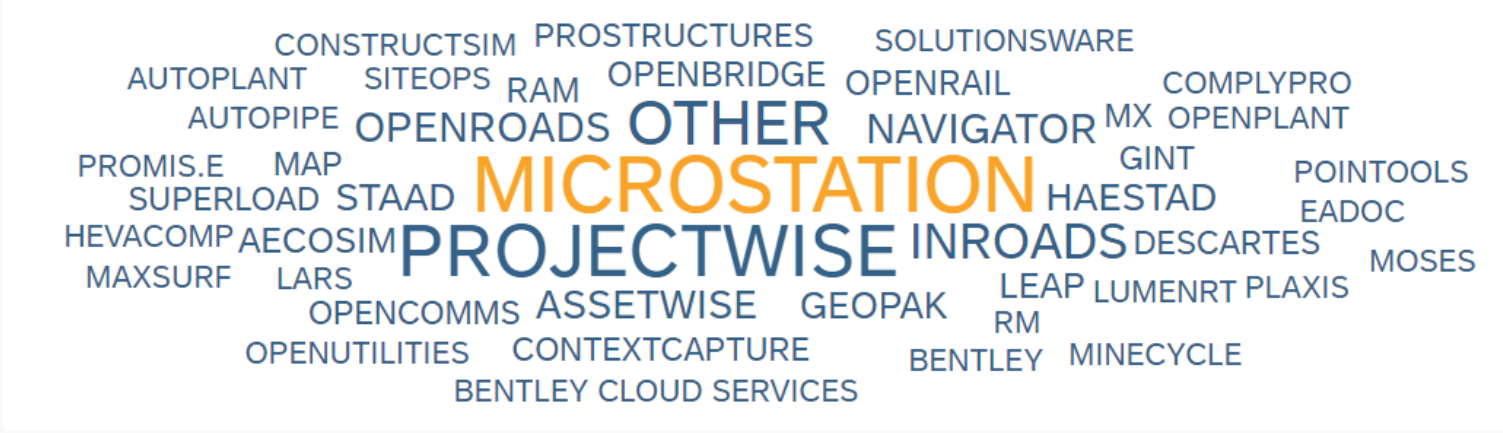 CONSTRUCTSIM PROSTRUCTURES SOLUTIONSWARE
AUTOPLANT SITEOPS RAM OPENBRIDGE OPENRAIL COMPLYPRO
AUTOPIPE OPENROADS OTHER NAVIGATOR MX OPENPLANT
PROMIS.E MAP GINT POINTOOLS
SUPERLOAD STAAD MICROSTATION HAESTAD EADOC
HEVACOMP AECOSIM PROJECTWISE INROADS DESCARTES MOSES
MAXSURF LARS LEAP LUMENRT PLAXIS
OPENCOMMS ASSETWISE GEOPAK RM
OPENUTILITIES CONTEXTCAPTURE BENTLEY MINECYCLE
BENTLEY CLOUD SERVICES